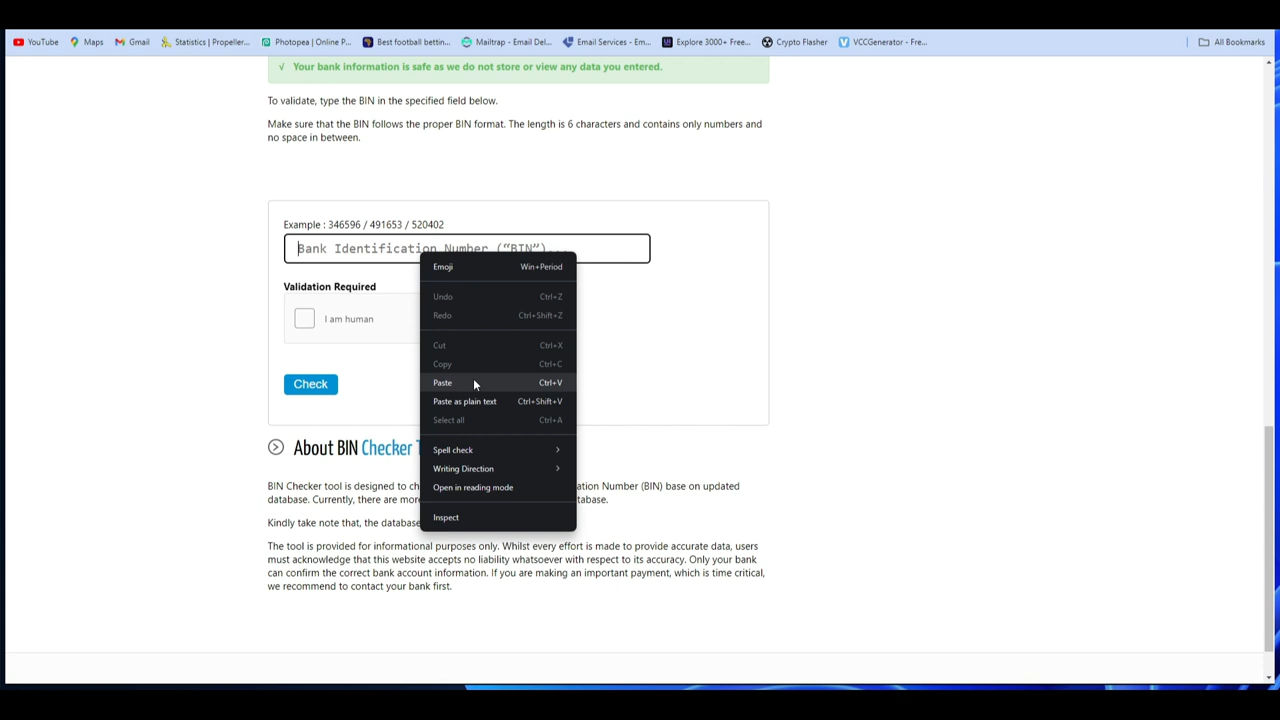 YouTube Maps Gmail Statistics | Propeller... Photopea | Online P... Best football bettin... Mailtrap - Email Del... Email Services - Em... Explore 3000+ Free... Crypto Flasher VCCGenerator - Fre... All Bookmarks
√ Your bank information is safe as we do not store or view any data you entered.
To validate, type the BIN in the specified field below.
Make sure that the BIN follows the proper BIN format. The length is 6 characters and contains only numbers and
no space in between.
Example : 346596 / 491653 / 520402
Bank Identification Number (“BIN”)...
Validation Required
I am human
Check
Emoji Win+Period
Undo Ctrl+Z
Redo Ctrl+Shift+Z
Cut Ctrl+X
Copy Ctrl+C
Paste Ctrl+V
Paste as plain text Ctrl+Shift+V
Select all Ctrl+A
Spell check
Writing Direction
Open in reading mode
Inspect
About BIN Checker
BIN Checker tool is designed to ation Number (BIN) base on updated
database. Currently, there are
Kindly take note that, the database
The tool is provided for informational purposes only. Whilst every effort is made to provide accurate data, users
must acknowledge that this website accepts no liability whatsoever with respect to its accuracy. Only your bank
can confirm the correct bank account information. If you are making an important payment, which is time critical,
we recommend to contact your bank first.